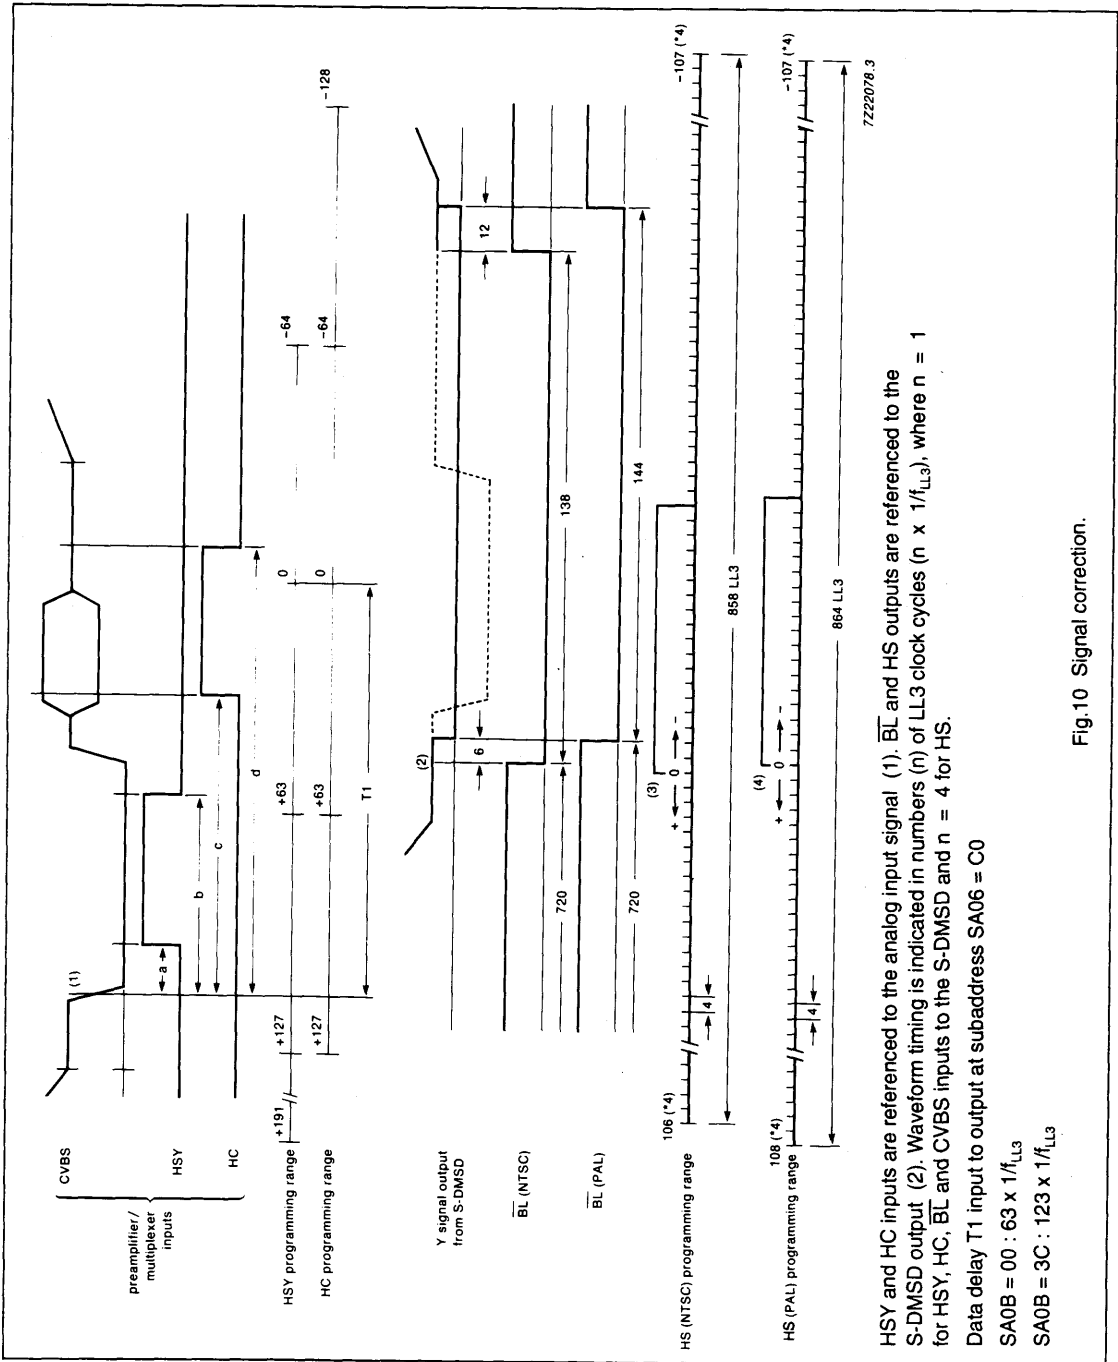 CVBS
(1)
preamplifier/
multiplexer
inputs
HSY
a
b
HC
c
d
HSY programming range
+191
+127
+63
0
-64
HC programming range
+127
+63
0
-64
-128
T1
Y signal output
from S-DMSD
(2)
6
12
BL (NTSC)
720
138
BL (PAL)
720
144
(3)
+ 0 -
HS (NTSC) programming range
106 (*4)
4
-107 (*4)
858 LL3
(4)
+ 0 -
HS (PAL) programming range
108 (*4)
4
-107 (*4)
864 LL3
7Z22078.3
HSY and HC inputs are referenced to the analog input signal (1). BL and HS outputs are referenced to the
S-DMSD output (2). Waveform timing is indicated in numbers (n) of LL3 clock cycles (n x 1/fLL3), where n = 1
for HSY, HC, BL and CVBS inputs to the S-DMSD and n = 4 for HS.
Data delay T1 input to output at subaddress SA06 = C0
SA0B = 00 : 63 x 1/fLL3
SA0B = 3C : 123 x 1/fLL3
Fig.10 Signal correction.